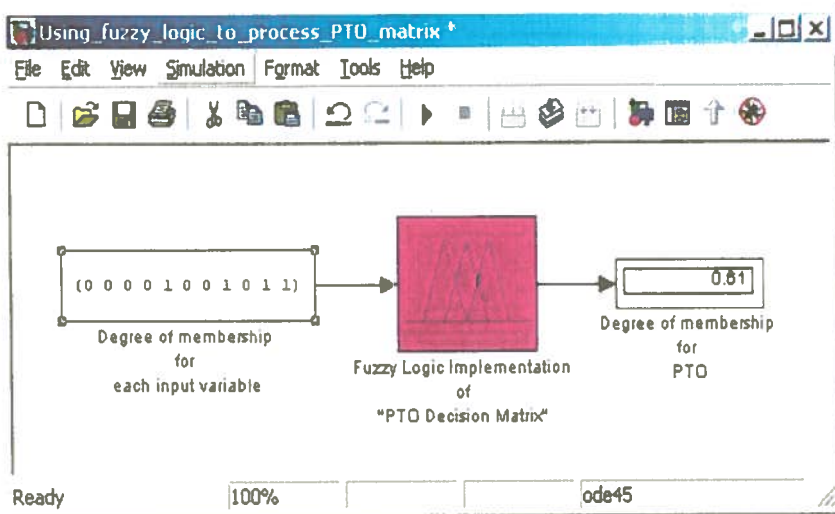 Using_fuzzy_logic_to_process_PTO_matrix *
File Edit View Simulation Format Tools Help
(0 0 0 0 1 0 0 1 0 1 1)
Degree of membership
for
each input variable
Fuzzy Logic Implementation
of
"PTO Decision Matrix"
0.61
Degree of membership
for
PTO
Ready 100% ode45